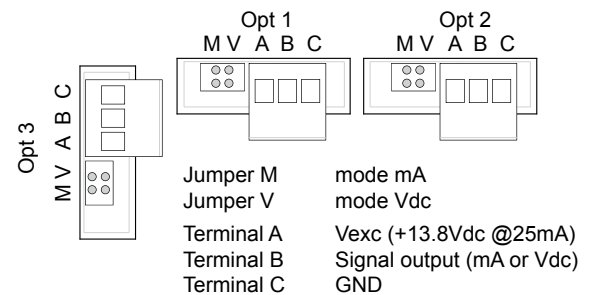 Opt 1
M V A B C
Opt 2
M V A B C
Opt 3
M V A B C
Jumper M mode mA
Jumper V mode Vdc
Terminal A Vexc (+13.8Vdc @25mA)
Terminal B Signal output (mA or Vdc)
Terminal C GND